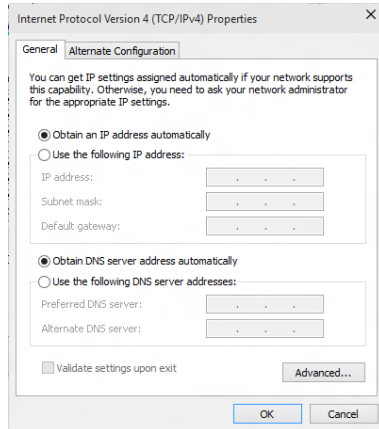 Internet Protocol Version 4 (TCP/IPv4) Properties
General Alternate Configuration
You can get IP settings assigned automatically if your network supports
this capability. Otherwise, you need to ask your network administrator
for the appropriate IP settings.
Obtain an IP address automatically
Use the following IP address:
IP address:
Subnet mask:
Default gateway:
Obtain DNS server address automatically
Use the following DNS server addresses:
Preferred DNS server:
Alternate DNS server:
Validate settings upon exit
Advanced...
OK Cancel